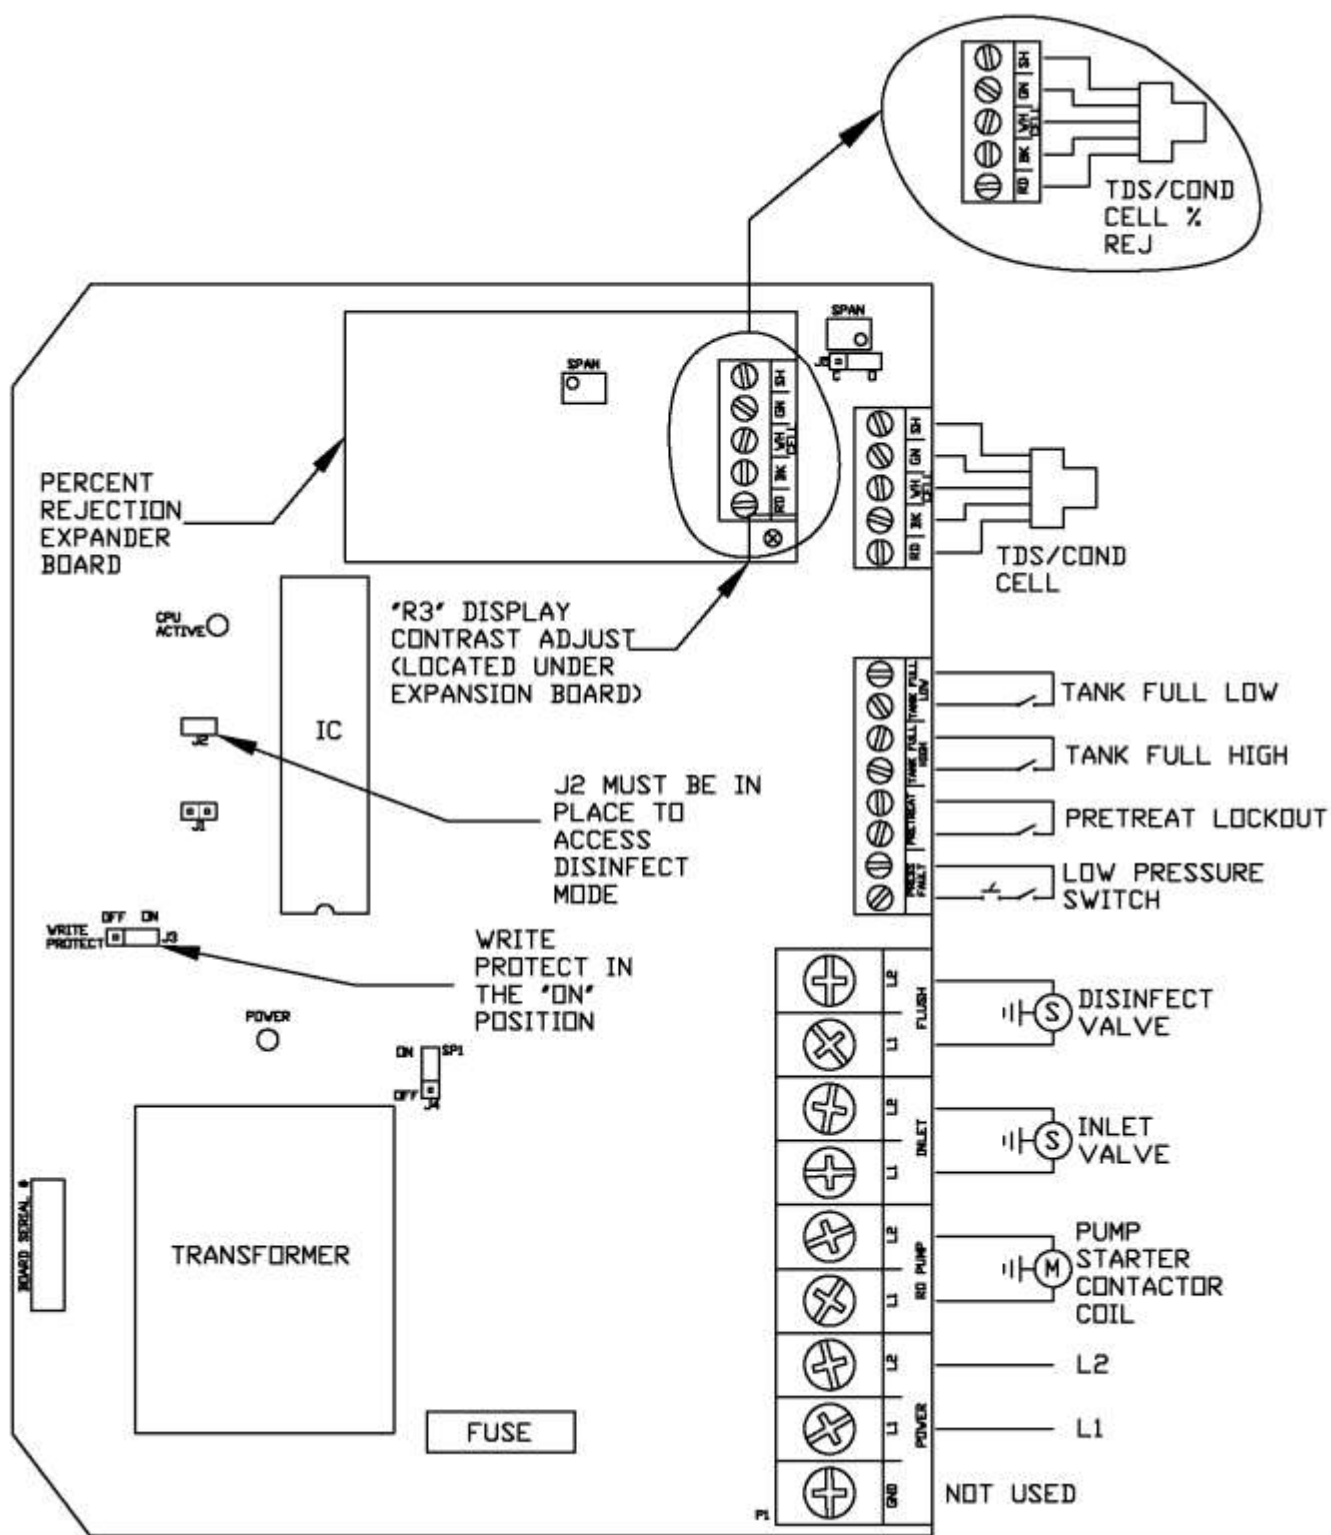 SH
GN
WH
CELL
BK
RD
TDS/COND
CELL %
REJ
SPAN
SPAN
C
D
SH
GN
WH
CELL
BK
RD
SH
GN
WH
CELL
BK
RD
TDS/COND
CELL
PERCENT
REJECTION
EXPANDER
BOARD
"R3" DISPLAY
CONTRAST ADJUST
(LOCATED UNDER
EXPANSION BOARD)
CPU
ACTIVE
IC
J2
J1
J2 MUST BE IN
PLACE TO
ACCESS
DISINFECT
MODE
TANK FULL
LOW
TANK FULL LOW
TANK FULL
HIGH
TANK FULL HIGH
PRETREAT
PRETREAT LOCKOUT
PRESS
FAULT
LOW PRESSURE
SWITCH
OFF ON
WRITE
PROTECT
J3
WRITE
PROTECT IN
THE "ON"
POSITION
POWER
ON
SP1
OFF
J4
L2
L1
FLUSH
S
DISINFECT
VALVE
L2
L1
INLET
S
INLET
VALVE
L2
L1
RO PUMP
M
PUMP
STARTER
CONTACTOR
COIL
BOARD SERIAL #
TRANSFORMER
FUSE
L2
L1
POWER
L2
L1
GND
NOT USED
P1